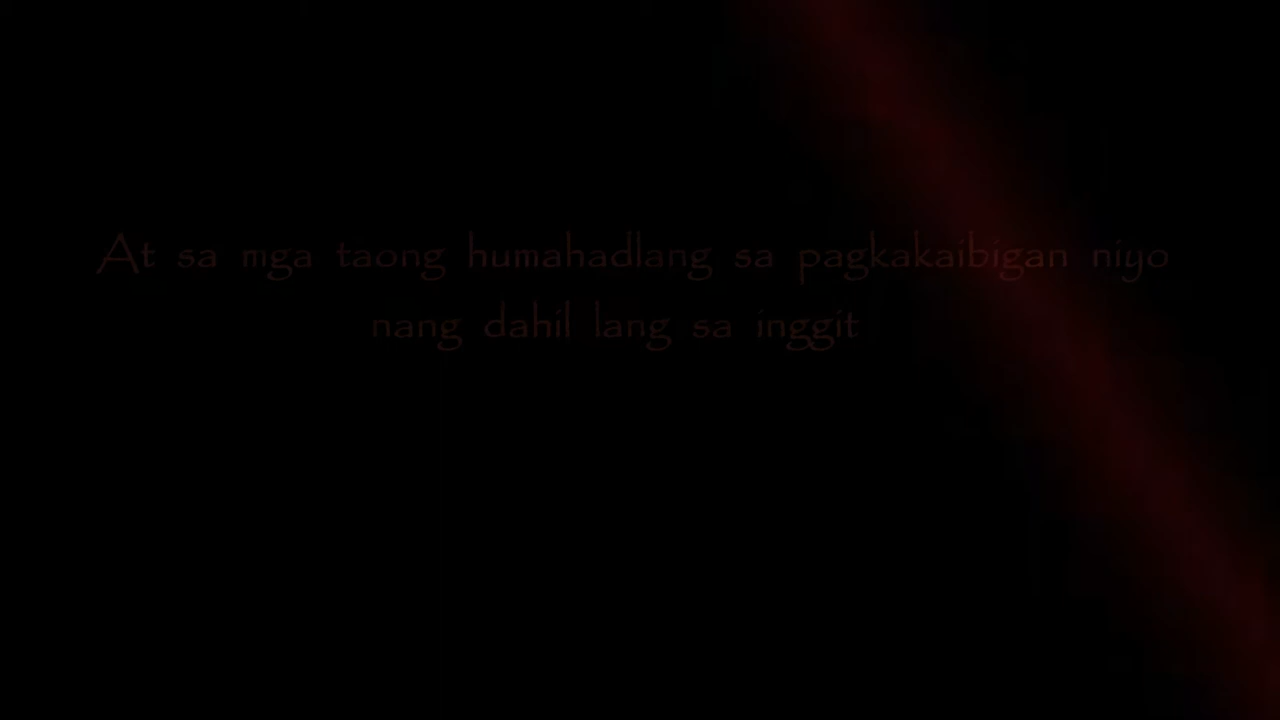 At sa mga taong humahadlang sa pagkakaibigan niyo
nang dahil lang sa inggit